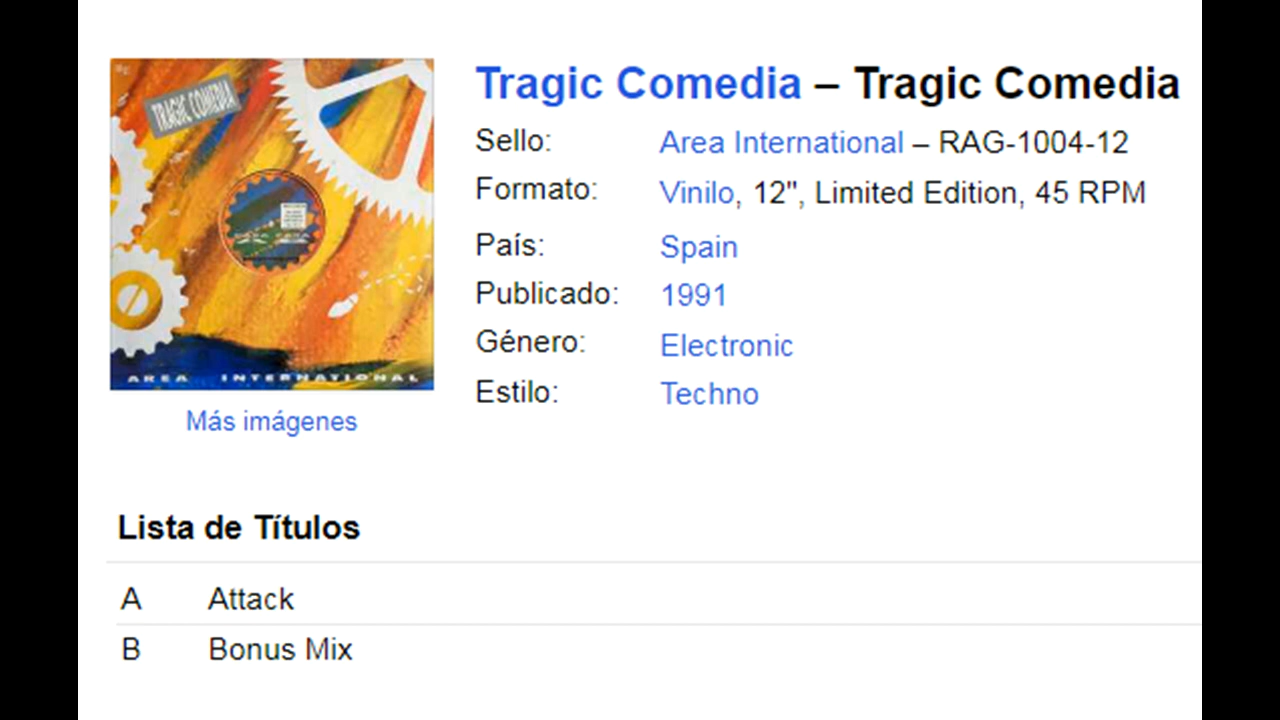 TRAGIC COMEDIA
AREA INTERNATIONAL
Más imágenes
Tragic Comedia – Tragic Comedia
Sello: Area International – RAG-1004-12
Formato: Vinilo, 12", Limited Edition, 45 RPM
País: Spain
Publicado: 1991
Género: Electronic
Estilo: Techno
Lista de Títulos
A Attack
B Bonus Mix